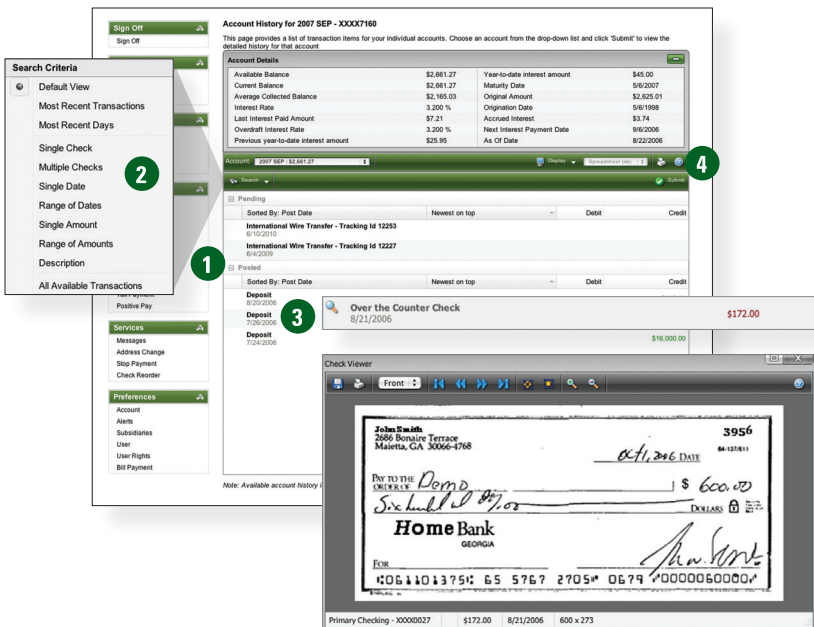 Sign Off
Sign Off
Account History for 2007 SEP - XXXX7160
This page provides a list of transaction items for your individual accounts. Choose an account from the drop-down list and click 'Submit' to view the
detailed history for that account
Account Details
Available Balance $2,661.27 Year-to-date interest amount $45.00
Current Balance $2,661.27 Maturity Date 5/6/2007
Average Collected Balance $2,165.03 Original Amount $2,625.01
Interest Rate 3.200 % Origination Date 5/6/1998
Last Interest Paid Amount $7.21 Accrued Interest $3.74
Overdraft Interest Rate 3.200 % Next Interest Payment Date 9/6/2006
Previous year-to-date interest amount $25.95 As Of Date 8/22/2006
Account: 2007 SEP : $2,661.27 Display Spreadsheet (xls)
4
Search Submit
Search Criteria
Default View
Most Recent Transactions
Most Recent Days
Single Check
Multiple Checks
2
Single Date
Range of Dates
Single Amount
Range of Amounts
Description
All Available Transactions
Pending
Sorted By: Post Date Newest on top Debit Credit
International Wire Transfer - Tracking Id 12253
6/10/2010
International Wire Transfer - Tracking Id 12227
6/4/2009
1
Posted
Sorted By: Post Date Newest on top Debit Credit
Deposit
8/20/2006
Deposit
7/26/2006
3
Deposit
7/24/2006
$16,000.00
Over the Counter Check
8/21/2006
$172.00
Tax Payment
Positive Pay
Services
Messages
Address Change
Stop Payment
Check Reorder
Preferences
Account
Alerts
Subsidiaries
User
User Rights
Bill Payment
Note: Available account history i
Check Viewer
Front
John Smith
2686 Bonaire Terrace
Maietta, GA 30066-4768
3956
64-137/611
Oct 1, 2006 DATE
PAY TO THE
ORDER OF Demo $ 600.00
DOLLARS
Home Bank
GEORGIA
FOR
⑆061101375⑆ 65 5767 2705⑈ 0679 ⑈0000060000⑈
Primary Checking - XXXX0027 $172.00 8/21/2006 600 x 273